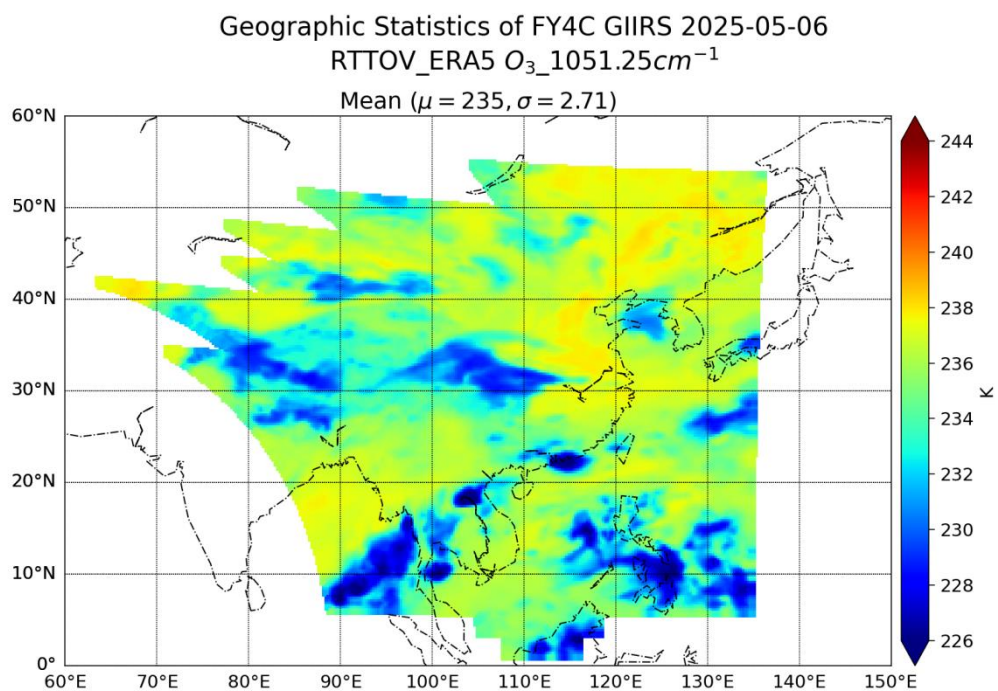 Geographic Statistics of FY4C GIIRS 2025-05-06
RTTOV_ERA5 O₃_1051.25cm⁻¹
Mean (μ = 235, σ = 2.71)
60°N
50°N
40°N
30°N
20°N
10°N
0°
60°E 70°E 80°E 90°E 100°E 110°E 120°E 130°E 140°E 150°E
244
242
240
238
236
234
232
230
228
226
K